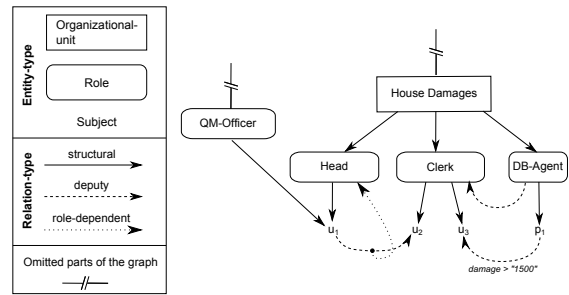 Entity-type
Organizational-
unit
Role
Subject
Relation-type
structural
deputy
role-dependent
Omitted parts of the graph
House Damages
QM-Officer
Head
Clerk
DB-Agent
u1
u2
u3
p1
damage > "1500"